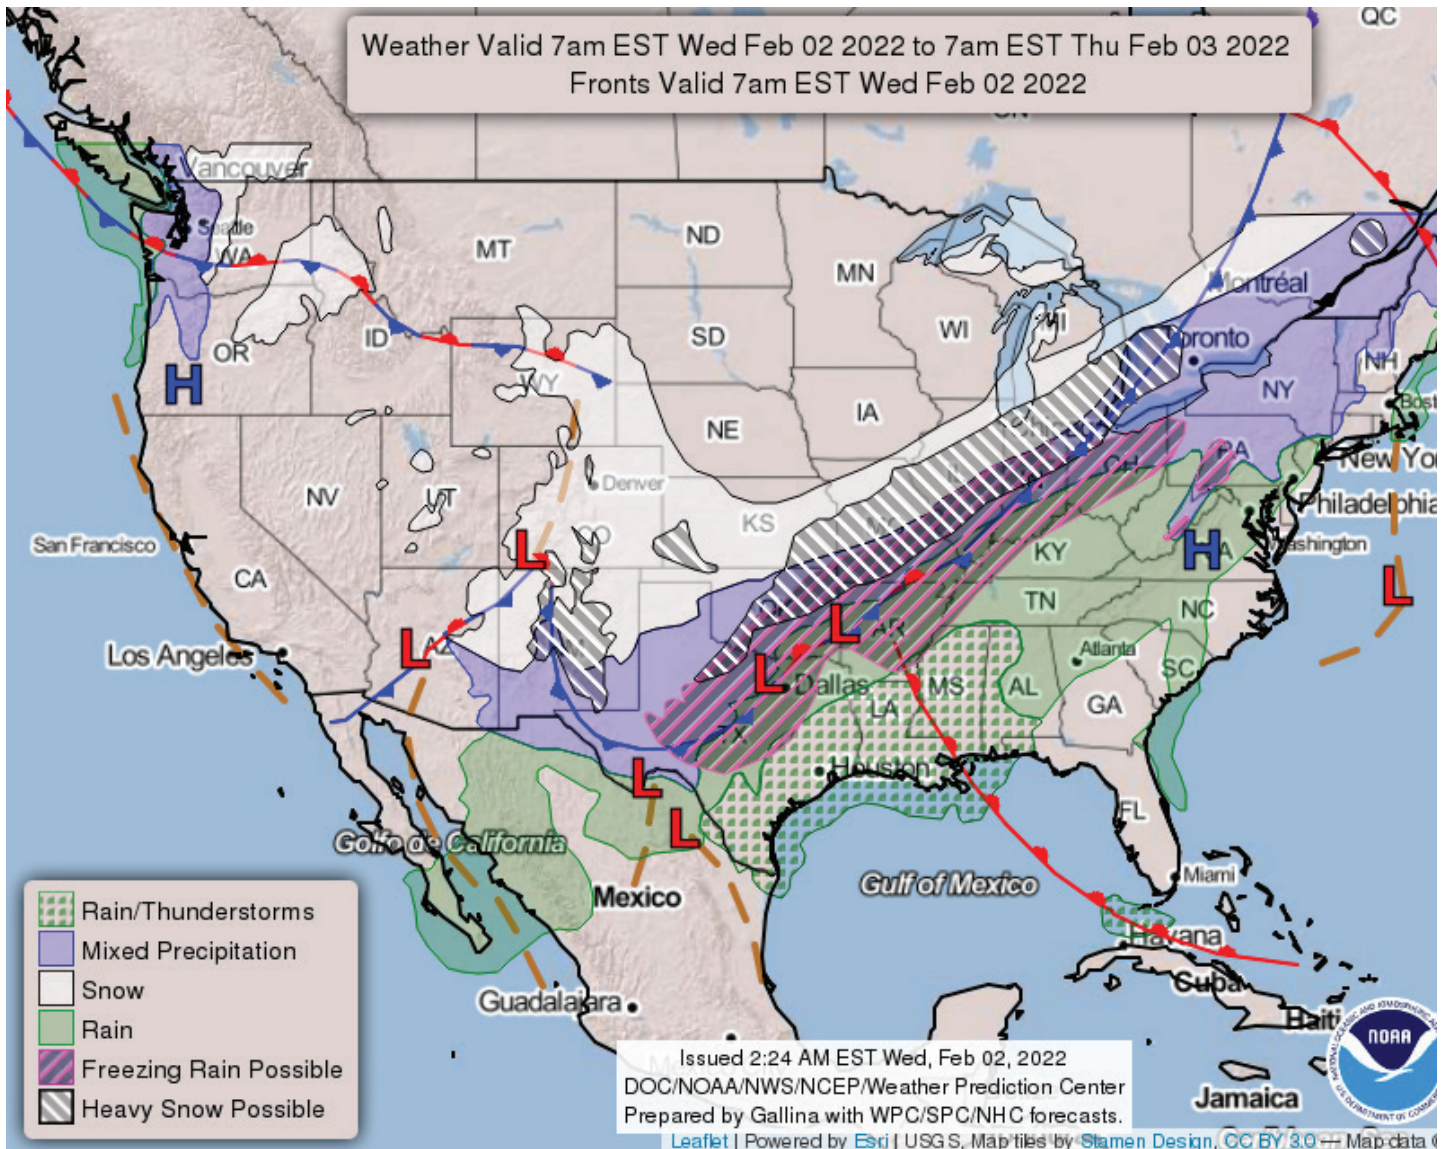 QC
Weather Valid 7am EST Wed Feb 02 2022 to 7am EST Thu Feb 03 2022
Fronts Valid 7am EST Wed Feb 02 2022
ON
Vancouver
Seattle
WA
MT
ND
MN
Montréal
OR
ID
SD
WI
MI
Toronto
H
WY
NH
NY
Bost
NE
IA
PA
OH
New Yo
NV
UT
Denver
Philadelphia
KS
CO
L
San Francisco
KY
H
VA
ashington
CA
TN
NC
L
AR
L
Los Angeles
AZ
L
Atlanta
SC
L
Dallas
MS
AL
GA
LA
TX
Houston
L
FL
L
Golfo de California
Mexico
Gulf of Mexico
Miami
Havana
Cuba
Guadalajara
Haiti
Rain/Thunderstorms
Mixed Precipitation
Snow
Rain
Freezing Rain Possible
Heavy Snow Possible
NOAA
Issued 2:24 AM EST Wed, Feb 02, 2022
DOC/NOAA/NWS/NCEP/Weather Prediction Center
Prepared by Gallina with WPC/SPC/NHC forecasts.
Jamaica
Leaflet | Powered by Esri | USGS, Map tiles by Stamen Design, CC BY 3.0 — Map data ©